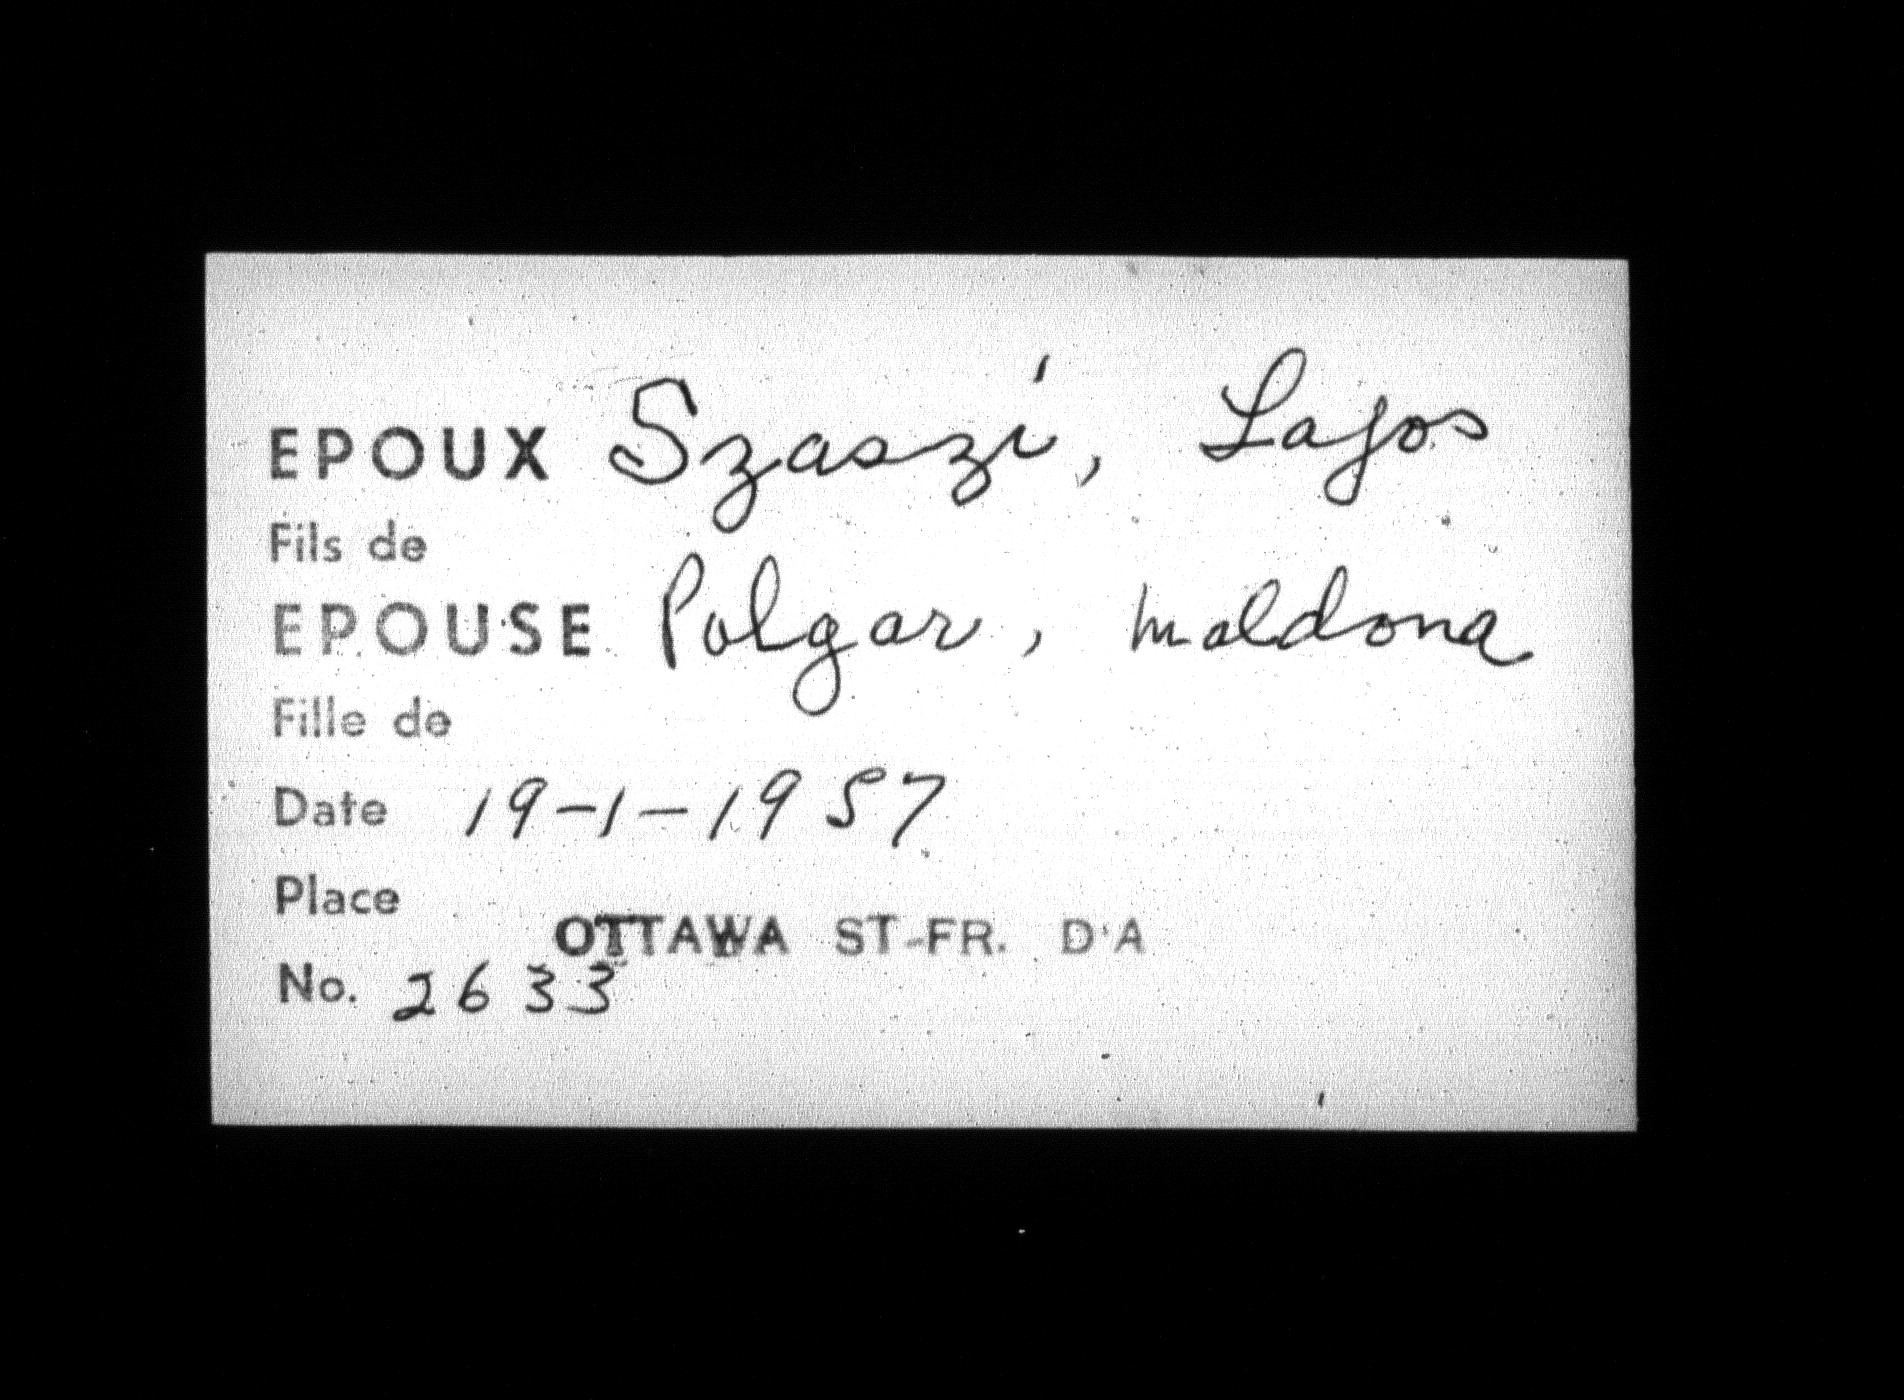 EPOUX Szaszi, Lajos
Fils de
EPOUSE Polgar, Maldona
Fille de
Date 19-1-1957
Place
OTTAWA ST-FR. D'A
No. 2633